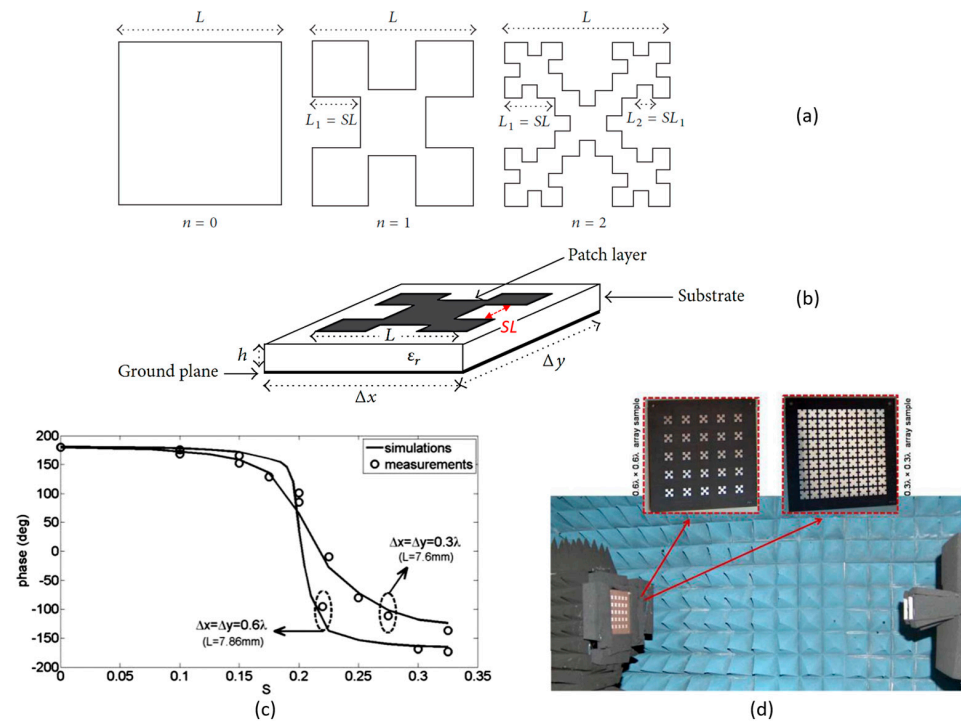 L
L
L
L₁ = SL
L₁ = SL
L₂ = SL₁
(a)
n = 0
n = 1
n = 2
Patch layer
Substrate
(b)
SL
L
h
εᵣ
Δy
Ground plane
Δx
200
150
100
50
0
-50
-100
-150
-200
phase (deg)
simulations
measurements
Δx=Δy=0.3λ
(L=7.6mm)
Δx=Δy=0.6λ
(L=7.86mm)
0
0.05
0.1
0.15
0.2
0.25
0.3
0.35
S
(c)
0.6λ × 0.6λ array sample
0.3λ × 0.3λ array sample
(d)